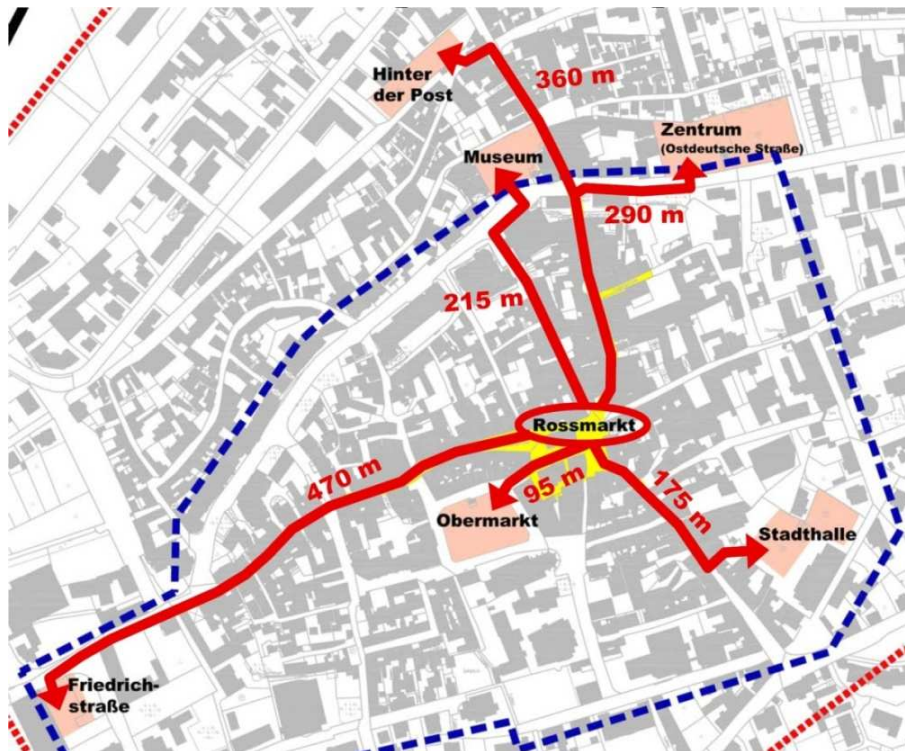 Hinter
der Post
360 m
Zentrum
(Ostdeutsche Straße)
Museum
290 m
215 m
Rossmarkt
470 m
95 m
175 m
Obermarkt
Stadthalle
Friedrich-
straße